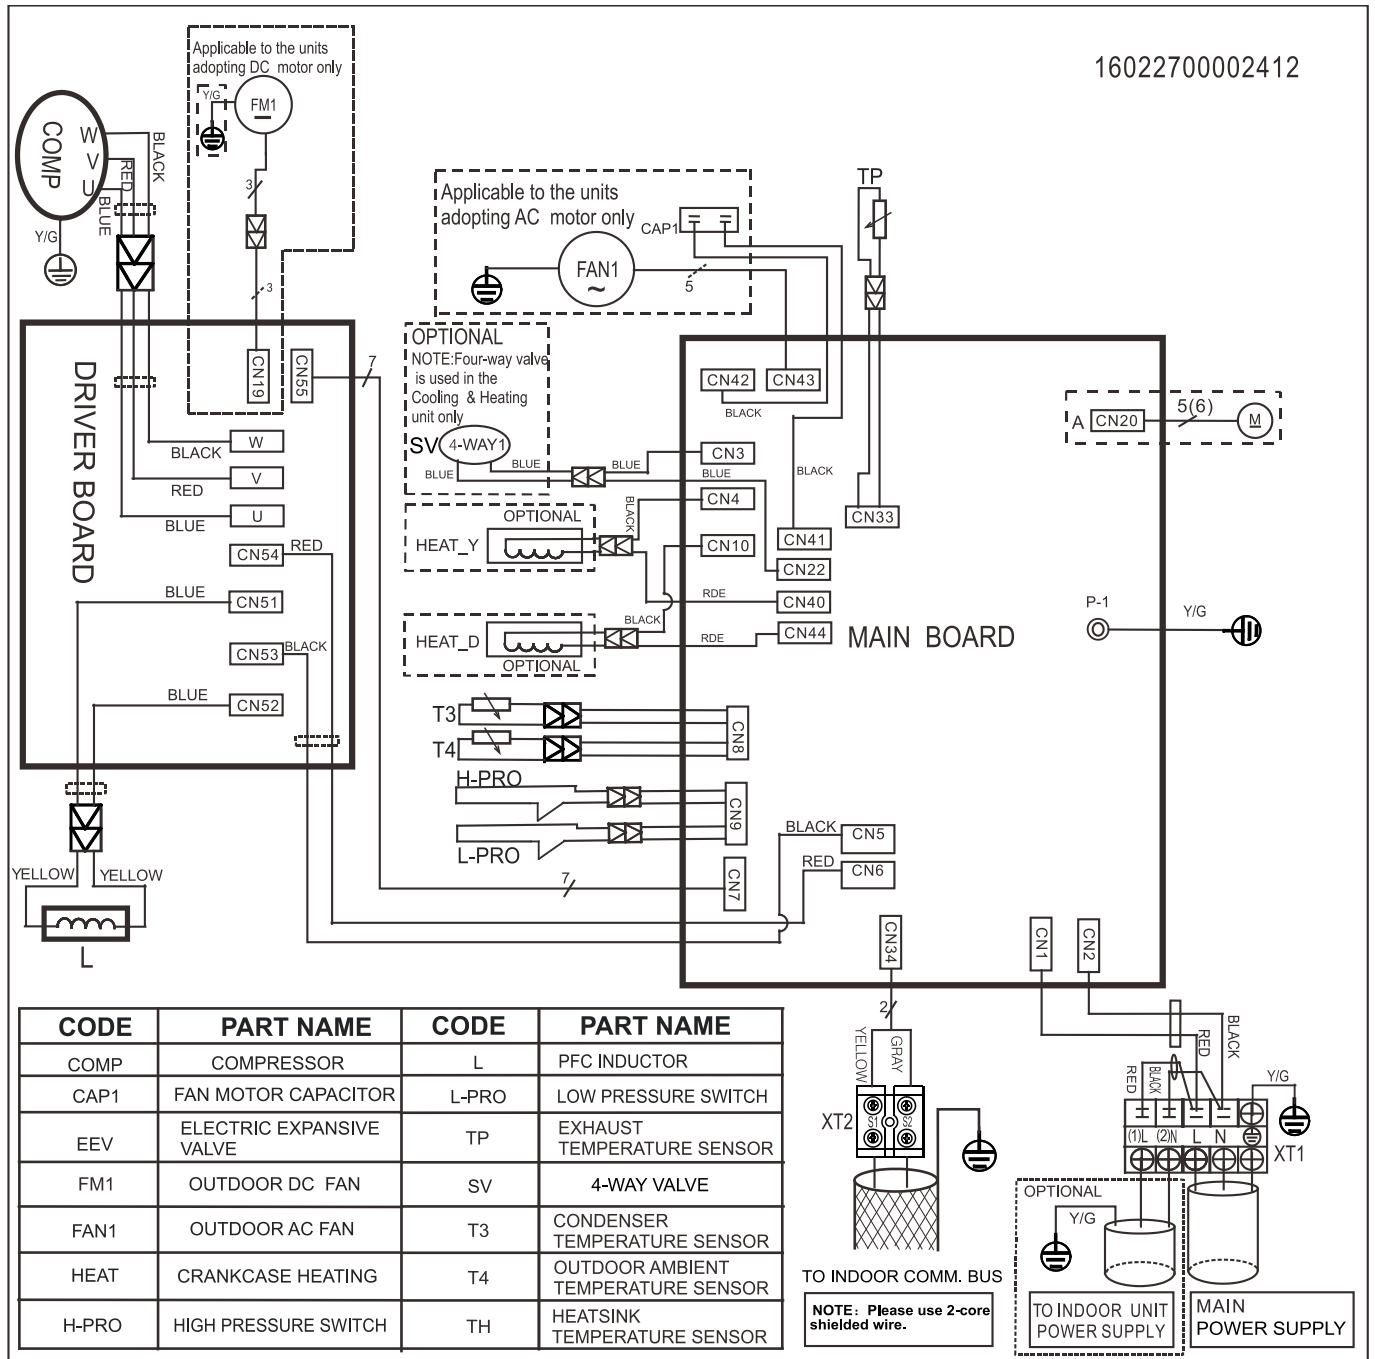 16022700002412
Applicable to the units
adopting DC motor only
Y/G
FM1
3
3
COMP
W
V
U
BLACK
RED
BLUE
Y/G
Applicable to the units
adopting AC motor only
CAP1
FAN1
~
5
TP
DRIVER BOARD
CN19
CN55
7
BLACK
W
RED
V
BLUE
U
CN54
RED
BLUE
CN51
CN53
BLACK
BLUE
CN52
YELLOW
YELLOW
L
OPTIONAL
NOTE:Four-way valve
is used in the
Cooling & Heating
unit only
SV
4-WAY1
BLUE
BLUE
BLUE
BLUE
HEAT_Y
OPTIONAL
BLACK
HEAT_D
OPTIONAL
BLACK
T3
T4
H-PRO
L-PRO
7
CN42
CN43
BLACK
CN3
CN4
CN10
BLACK
CN41
CN22
RDE
CN40
RDE
CN44
CN33
MAIN BOARD
A
CN20
5(6)
M
P-1
Y/G
CN8
CN9
CN7
BLACK
CN5
RED
CN6
CN34
CN1
CN2
2
YELLOW
GRAY
XT2
S1
S2
RED
BLACK
RED
BLACK
Y/G
(1)L
(2)N
L
N
XT1
OPTIONAL
Y/G
TO INDOOR COMM. BUS
NOTE: Please use 2-core
shielded wire.
TO INDOOR UNIT
POWER SUPPLY
MAIN
POWER SUPPLY
CODE PART NAME CODE PART NAME
COMP COMPRESSOR L PFC INDUCTOR
CAP1 FAN MOTOR CAPACITOR L-PRO LOW PRESSURE SWITCH
EEV ELECTRIC EXPANSIVE
VALVE TP EXHAUST
TEMPERATURE SENSOR
FM1 OUTDOOR DC FAN SV 4-WAY VALVE
FAN1 OUTDOOR AC FAN T3 CONDENSER
TEMPERATURE SENSOR
HEAT CRANKCASE HEATING T4 OUTDOOR AMBIENT
TEMPERATURE SENSOR
H-PRO HIGH PRESSURE SWITCH TH HEATSINK
TEMPERATURE SENSOR